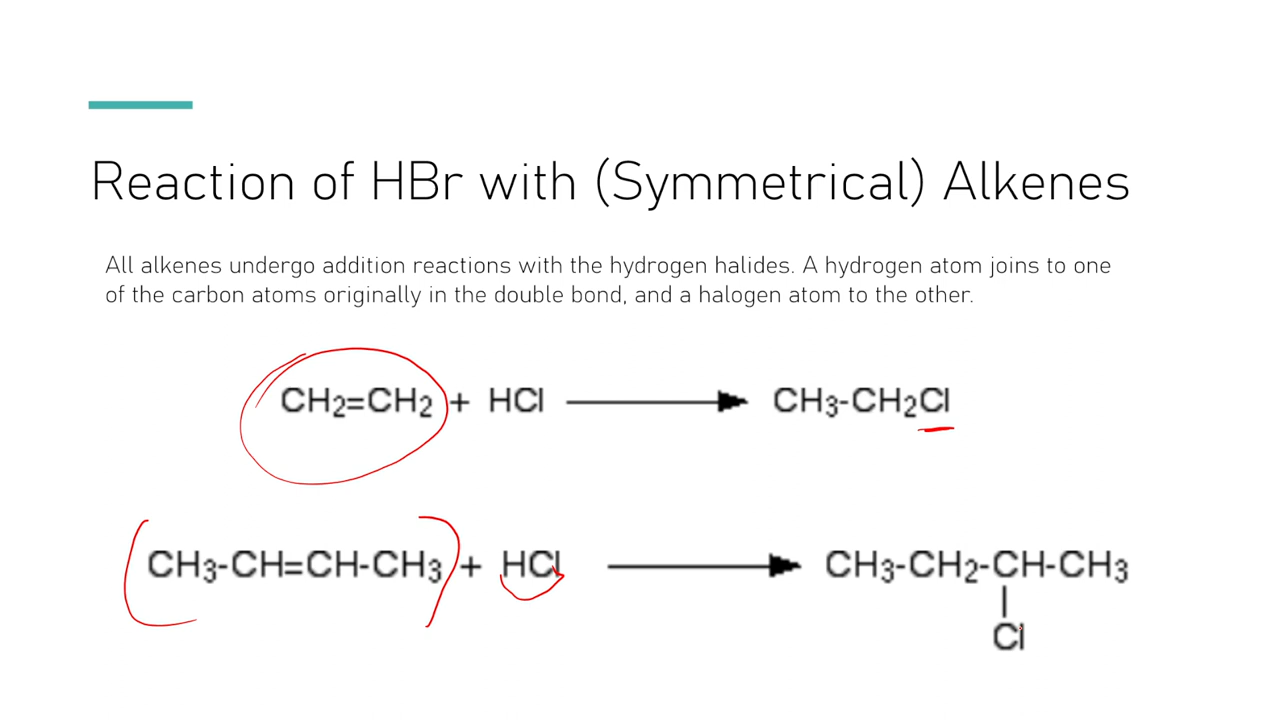 Reaction of HBr with (Symmetrical) Alkenes
All alkenes undergo addition reactions with the hydrogen halides. A hydrogen atom joins to one
of the carbon atoms originally in the double bond, and a halogen atom to the other.
CH2=CH2 + HCl CH3-CH2Cl
CH3-CH=CH-CH3 + HCl CH3-CH2-CH-CH3
Cl